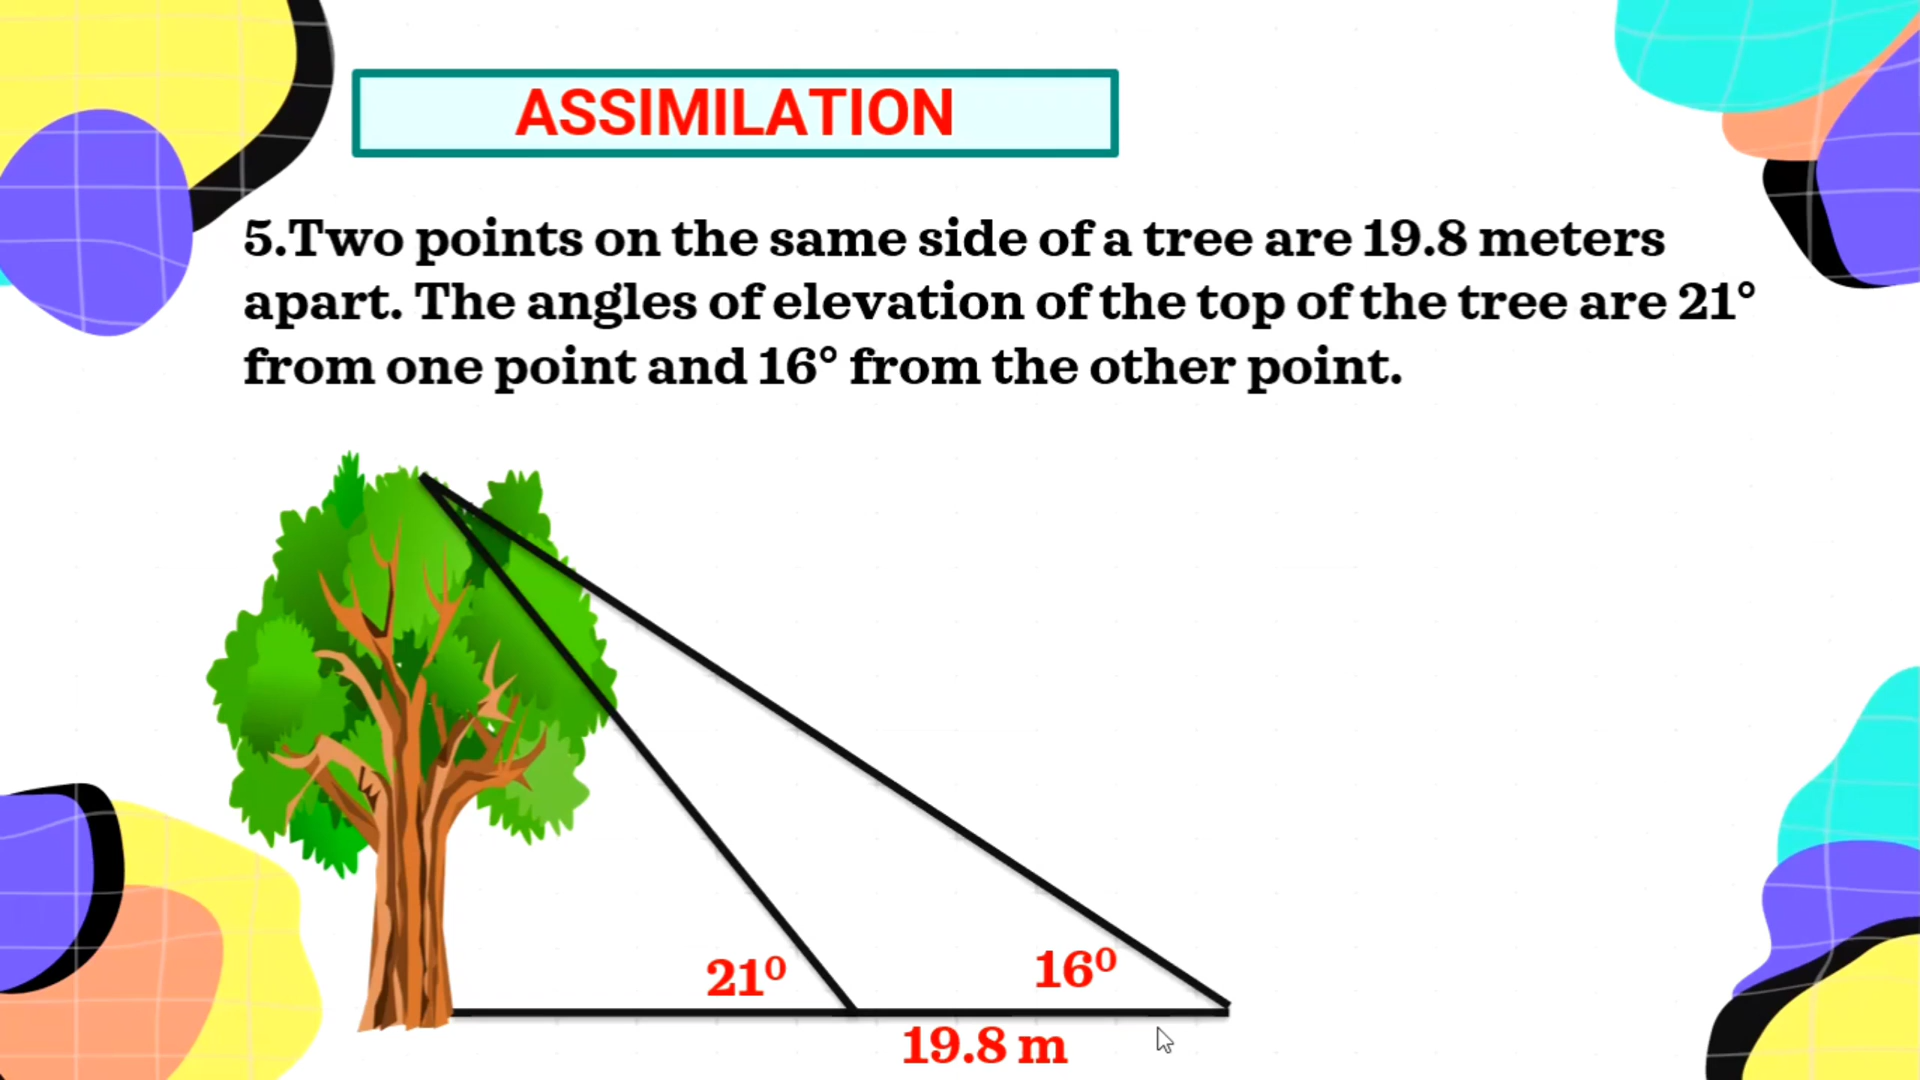 ASSIMILATION
5.Two points on the same side of a tree are 19.8 meters
apart. The angles of elevation of the top of the tree are 21°
from one point and 16° from the other point.
21⁰
16⁰
19.8 m